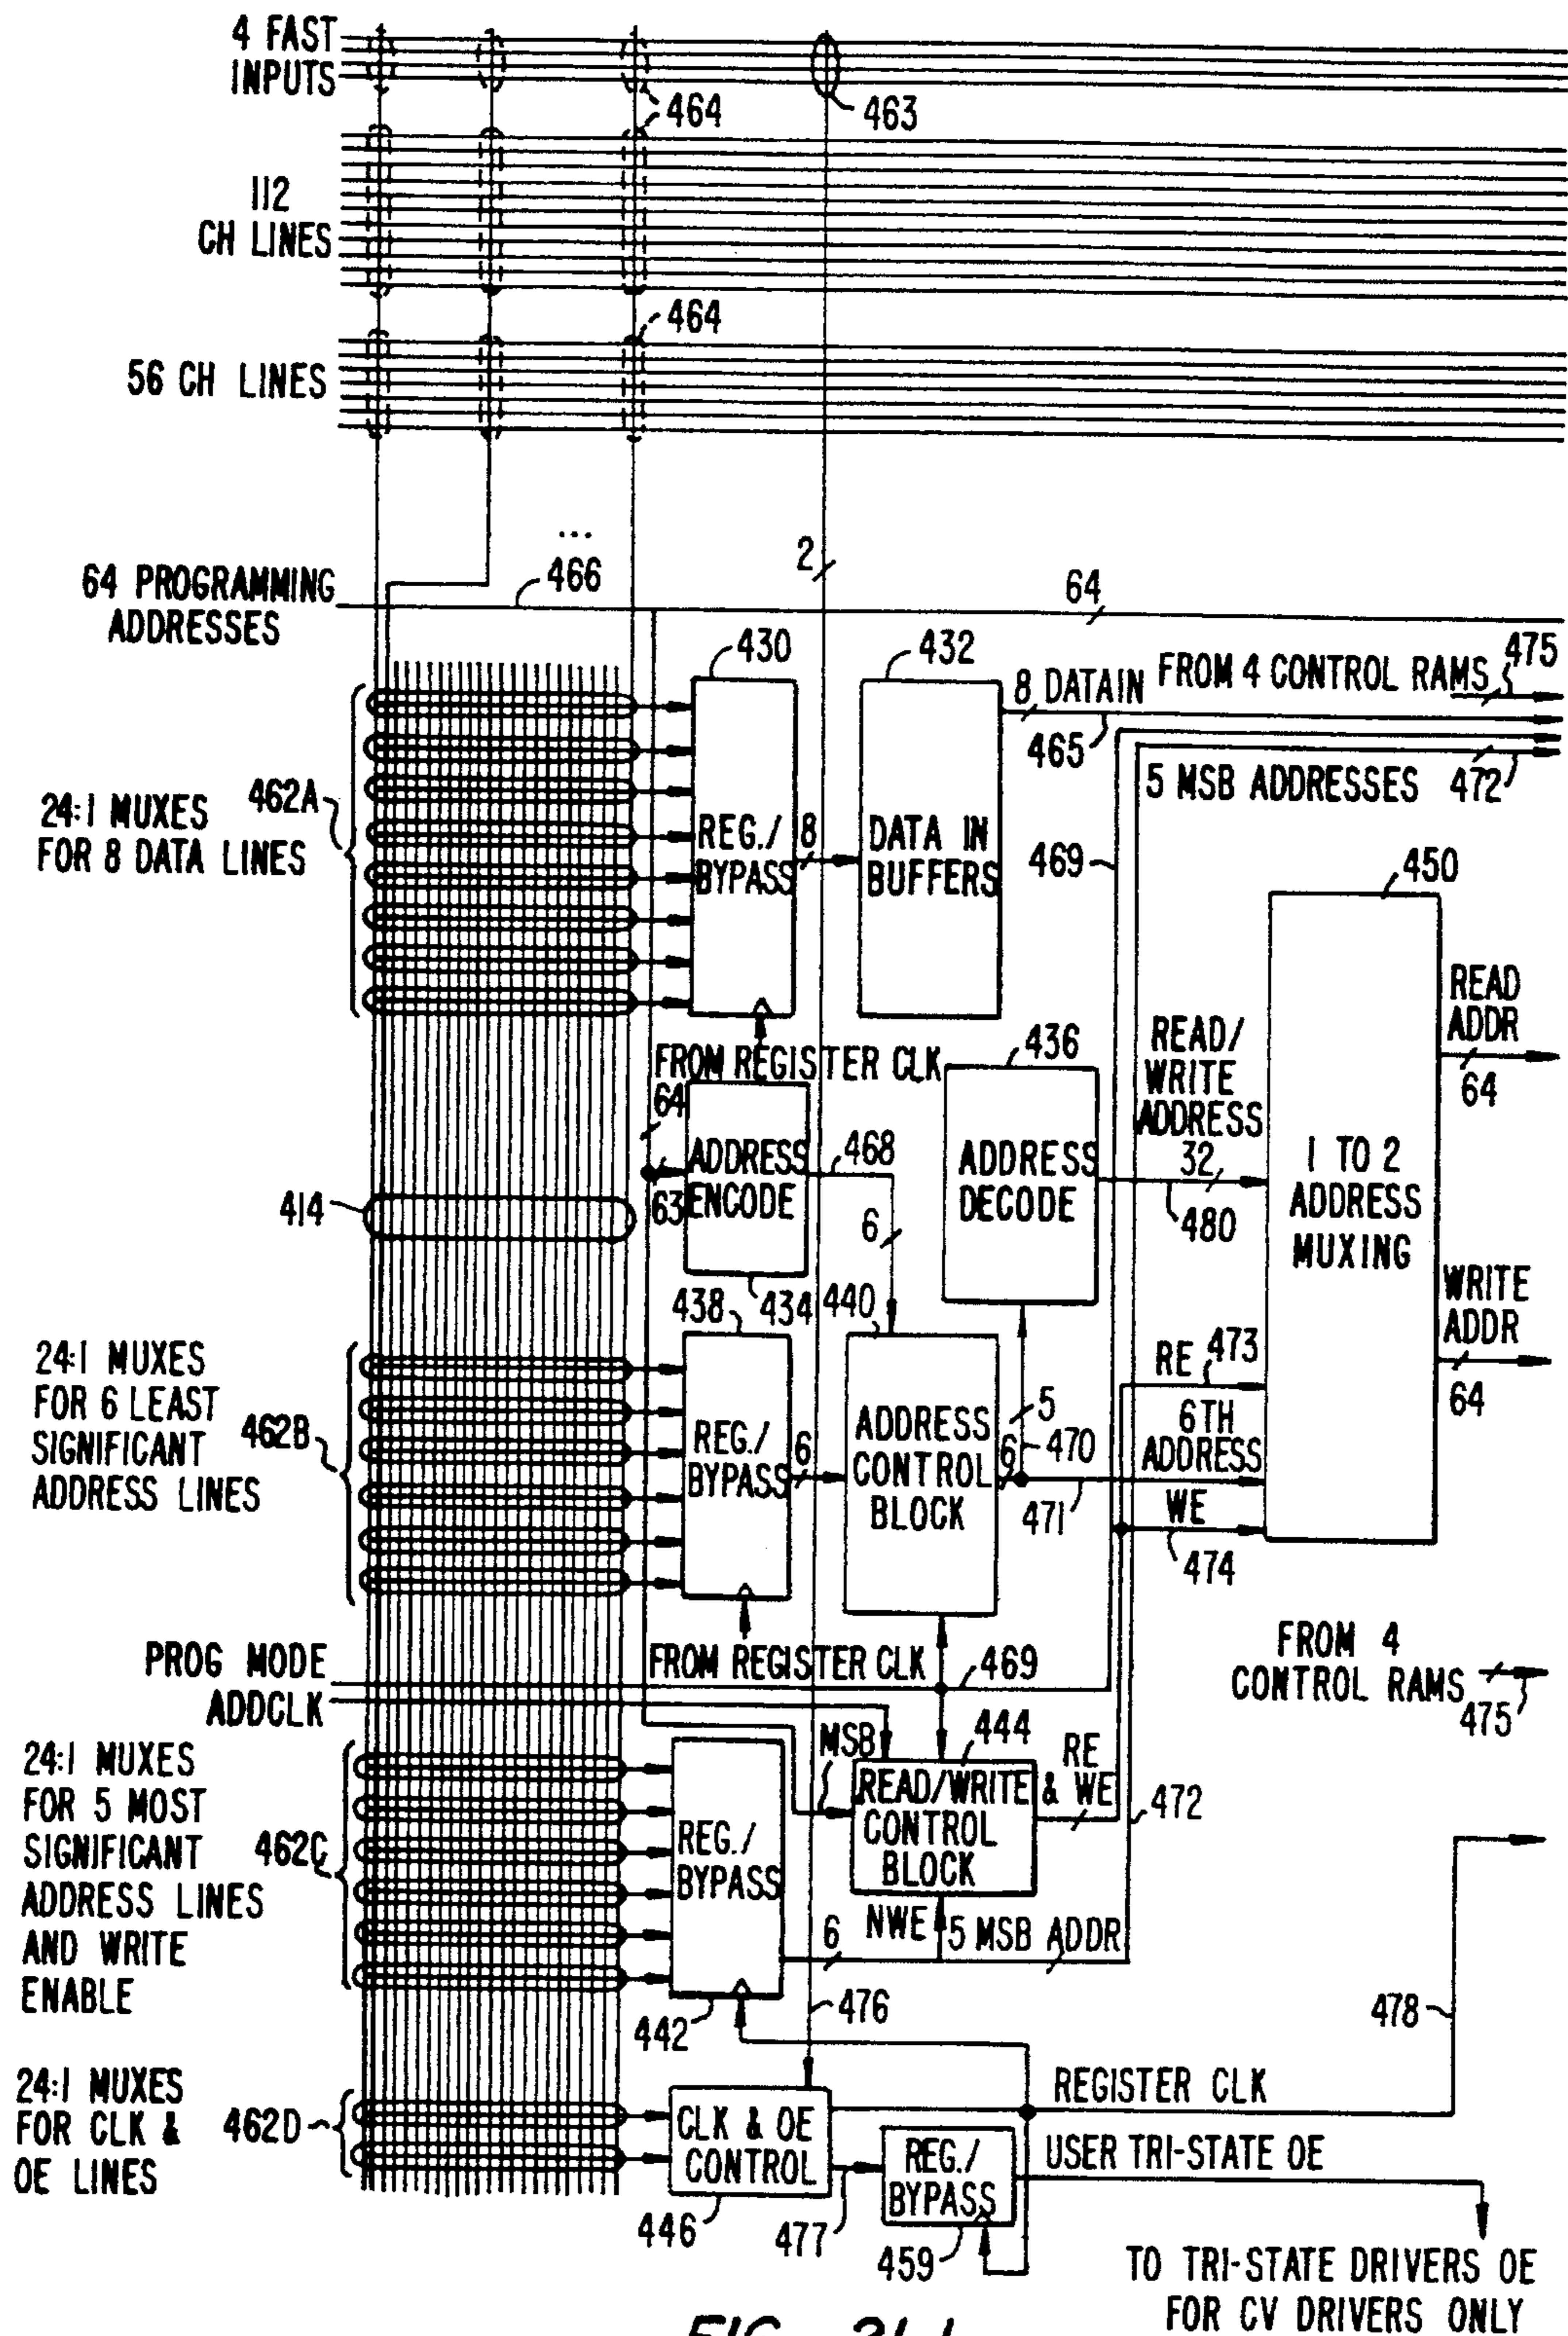 4 FAST
INPUTS
464
463
112
CH LINES
464
56 CH LINES
...
2
64 PROGRAMMING
ADDRESSES
466
64
430
432
475
FROM 4 CONTROL RAMS
8 DATAIN
465
472
5 MSB ADDRESSES
462A
24:1 MUXES
FOR 8 DATA LINES
REG./
BYPASS
8
DATA IN
BUFFERS
469
450
READ
ADDR
64
FROM REGISTER CLK
436
READ/
WRITE
ADDRESS
32
480
64
63
ADDRESS
ENCODE
468
ADDRESS
DECODE
1 TO 2
ADDRESS
MUXING
414
6
434
438
440
WRITE
ADDR
64
24:1 MUXES
FOR 6 LEAST
SIGNIFICANT
ADDRESS LINES
462B
REG./
BYPASS
6
ADDRESS
CONTROL
BLOCK
6
5
470
471
RE
473
6TH
ADDRESS
WE
474
PROG MODE
ADDCLK
FROM REGISTER CLK
469
FROM 4
CONTROL RAMS
475
24:1 MUXES
FOR 5 MOST
SIGNIFICANT
ADDRESS LINES
AND WRITE
ENABLE
462C
REG./
BYPASS
MSB
444
READ/WRITE
CONTROL
BLOCK
RE
& WE
472
6
NWE
5 MSB ADDR
442
476
478
24:1 MUXES
FOR CLK &
OE LINES
462D
CLK & OE
CONTROL
446
477
REG./
BYPASS
459
REGISTER CLK
USER TRI-STATE OE
TO TRI-STATE DRIVERS OE
FOR CV DRIVERS ONLY